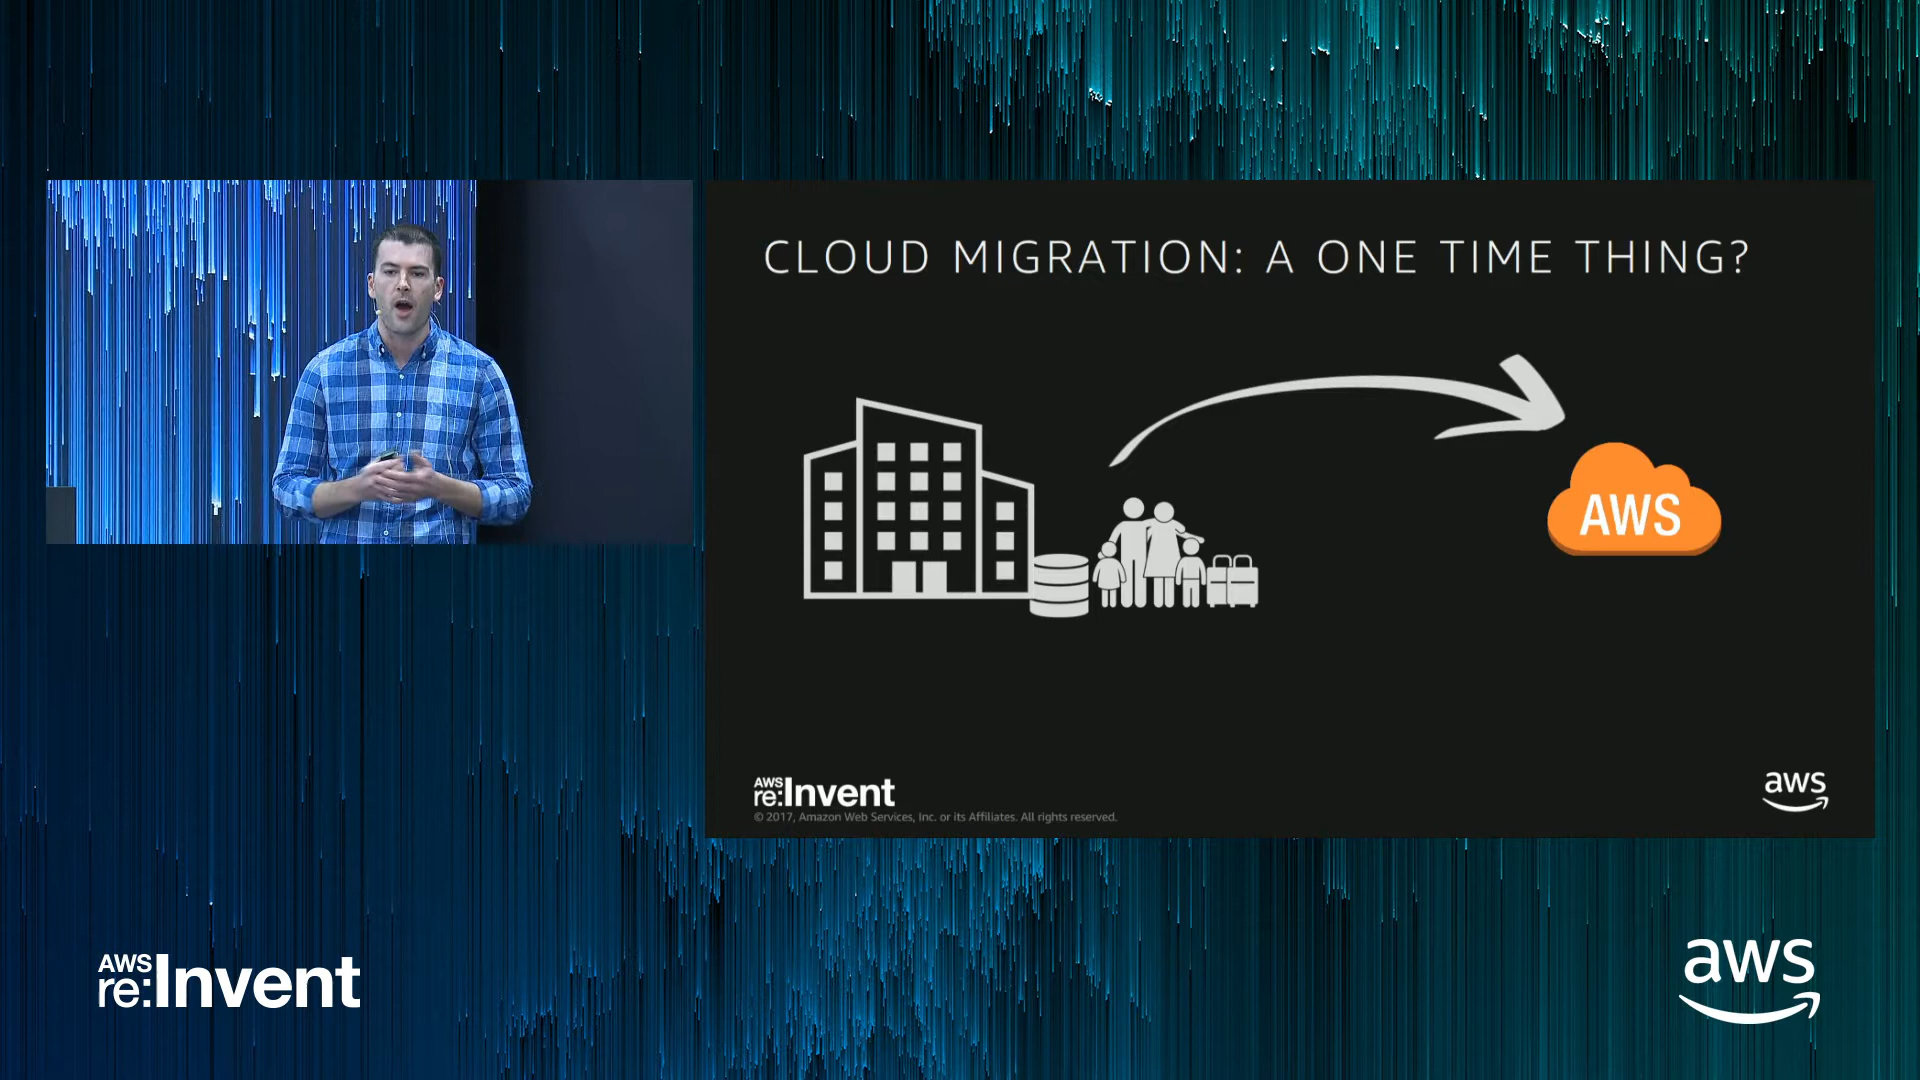 CLOUD MIGRATION: A ONE TIME THING?
AWS
AWS
re:Invent
© 2017, Amazon Web Services, Inc. or its Affiliates. All rights reserved.
aws
AWS
re:Invent
aws